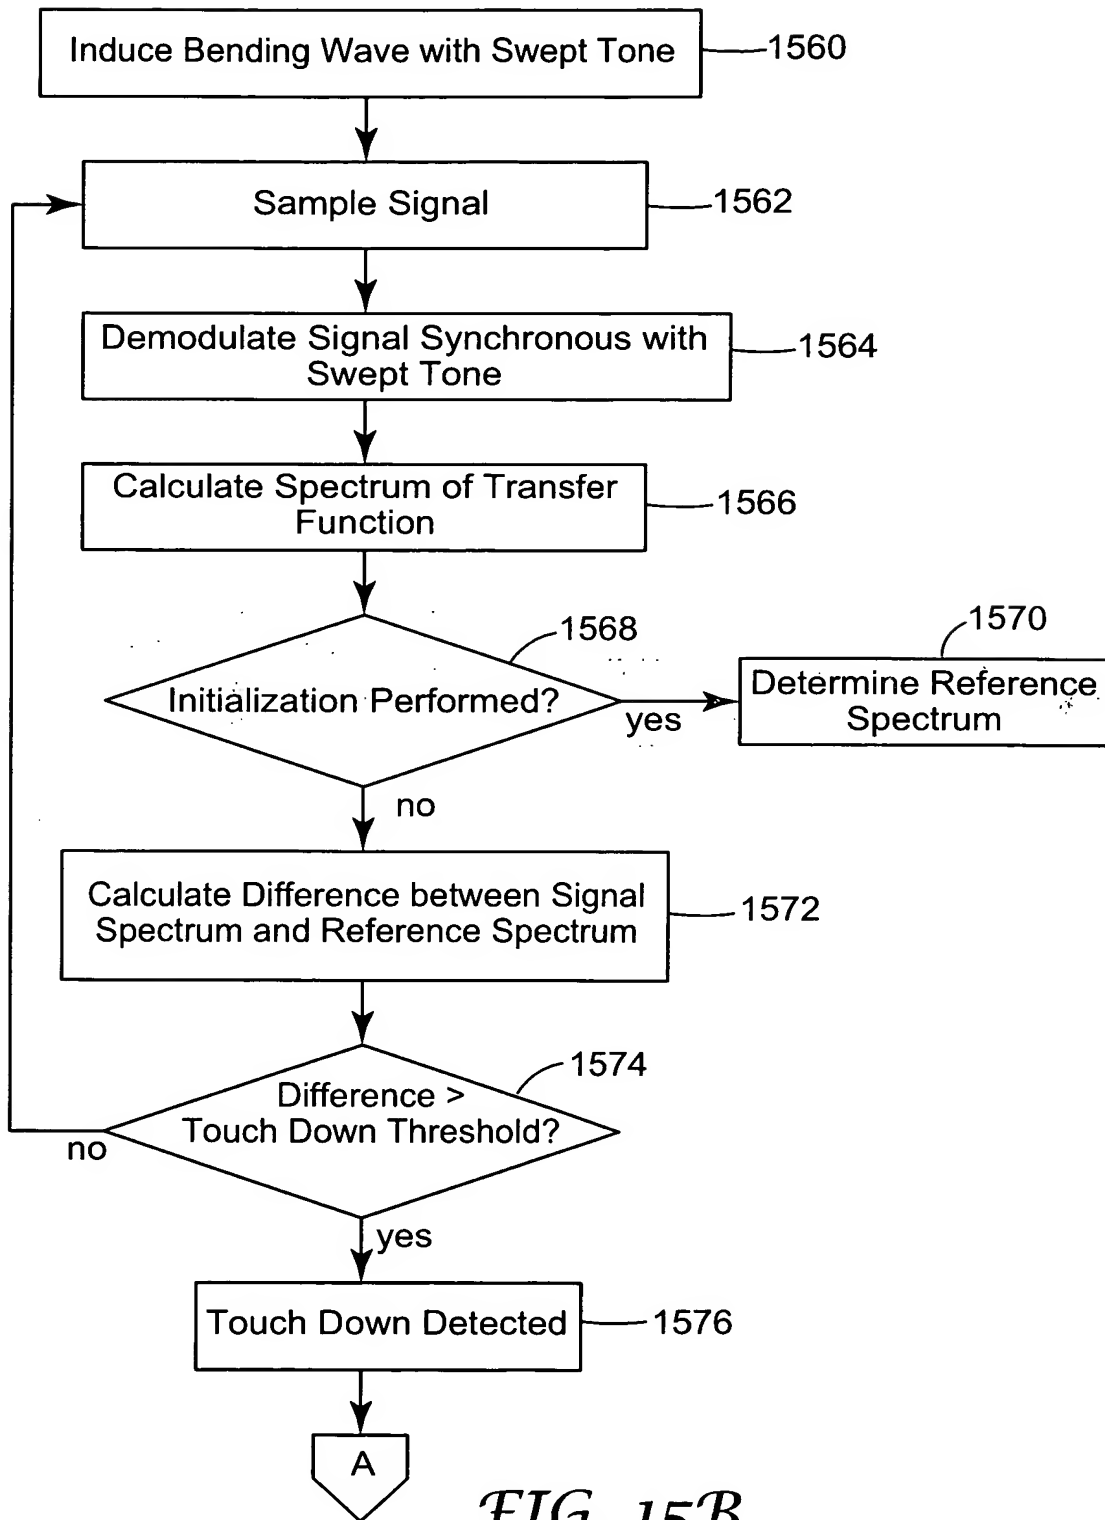 Induce Bending Wave with Swept Tone
1560
Sample Signal
1562
Demodulate Signal Synchronous with
Swept Tone
1564
Calculate Spectrum of Transfer
Function
1566
1568
Initialization Performed?
yes
1570
Determine Reference
Spectrum
no
Calculate Difference between Signal
Spectrum and Reference Spectrum
1572
1574
Difference >
Touch Down Threshold?
no
yes
Touch Down Detected
1576
A
FIG. 15B